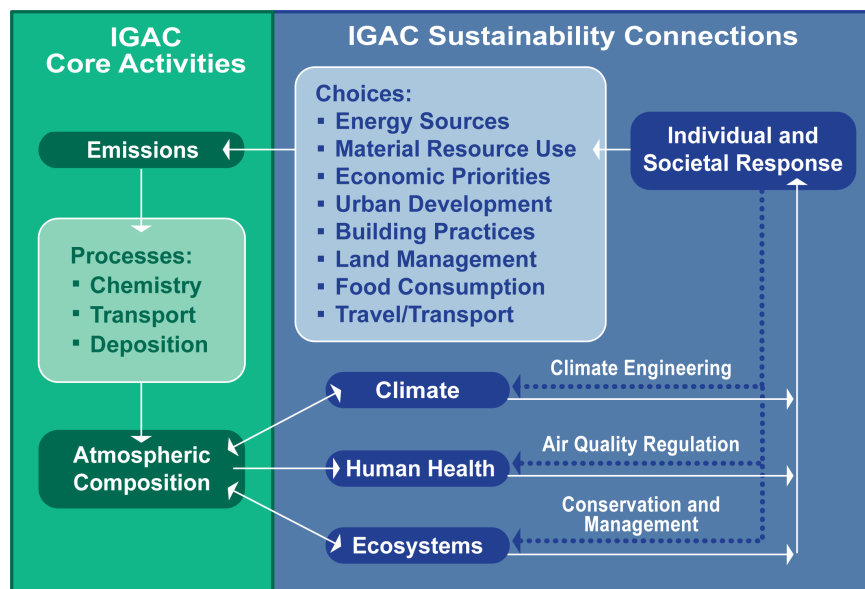 IGAC
Core Activities
IGAC Sustainability Connections
Emissions
Processes:
▪ Chemistry
▪ Transport
▪ Deposition
Atmospheric
Composition
Choices:
▪ Energy Sources
▪ Material Resource Use
▪ Economic Priorities
▪ Urban Development
▪ Building Practices
▪ Land Management
▪ Food Consumption
▪ Travel/Transport
Individual and
Societal Response
Climate
Climate Engineering
Human Health
Air Quality Regulation
Ecosystems
Conservation and
Management